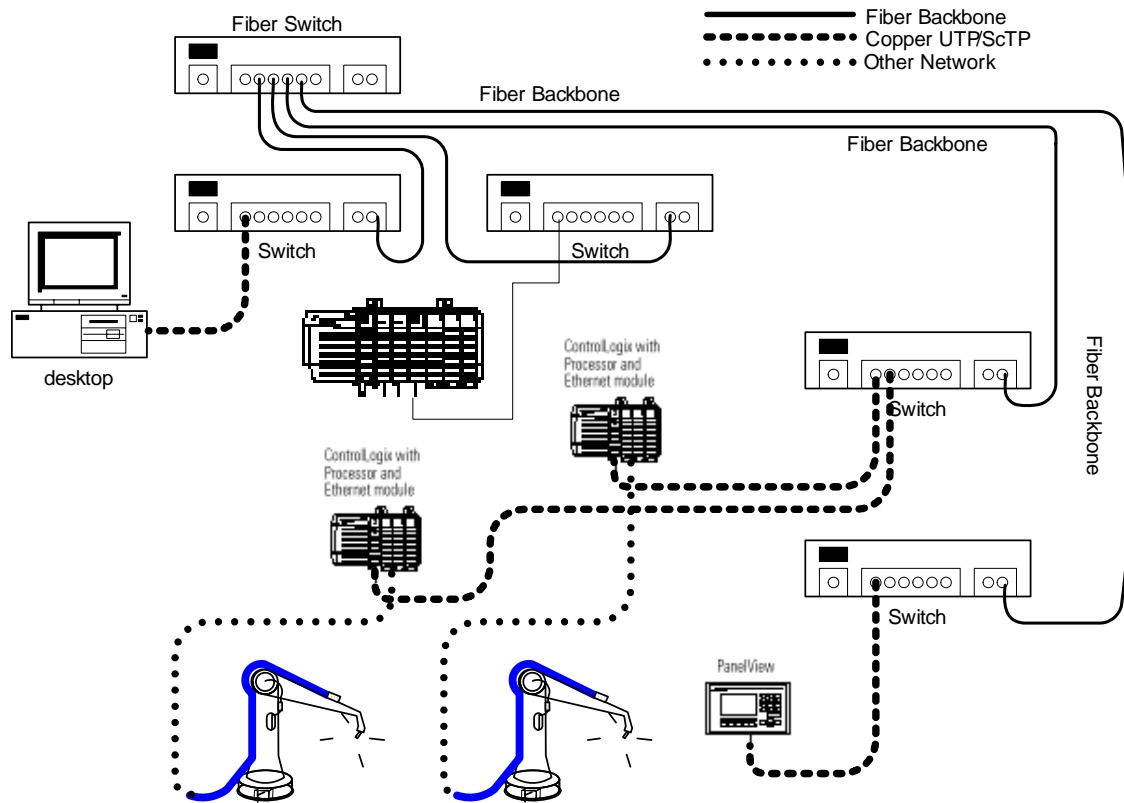 Fiber Switch
Fiber Backbone
Copper UTP/ScTP
Other Network
Fiber Backbone
Fiber Backbone
Switch
Switch
desktop
ControlLogix with
Processor and
Ethernet module
Switch
Fiber Backbone
ControlLogix with
Processor and
Ethernet module
Switch
PanelView